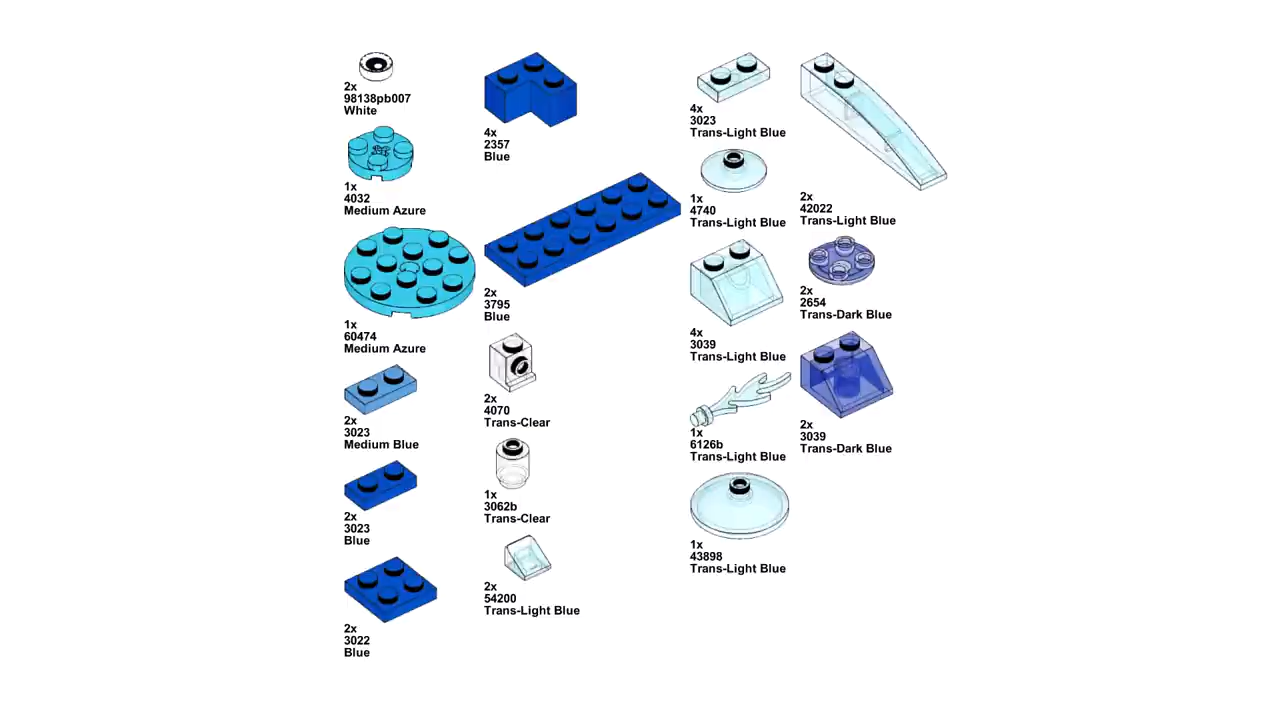 2x
98138pb007
White
1x
4032
Medium Azure
1x
60474
Medium Azure
2x
3023
Medium Blue
2x
3023
Blue
2x
3022
Blue
4x
2357
Blue
2x
3795
Blue
2x
4070
Trans-Clear
1x
3062b
Trans-Clear
2x
54200
Trans-Light Blue
4x
3023
Trans-Light Blue
1x
4740
Trans-Light Blue
4x
3039
Trans-Light Blue
1x
6126b
Trans-Light Blue
1x
43898
Trans-Light Blue
2x
42022
Trans-Light Blue
2x
2654
Trans-Dark Blue
2x
3039
Trans-Dark Blue